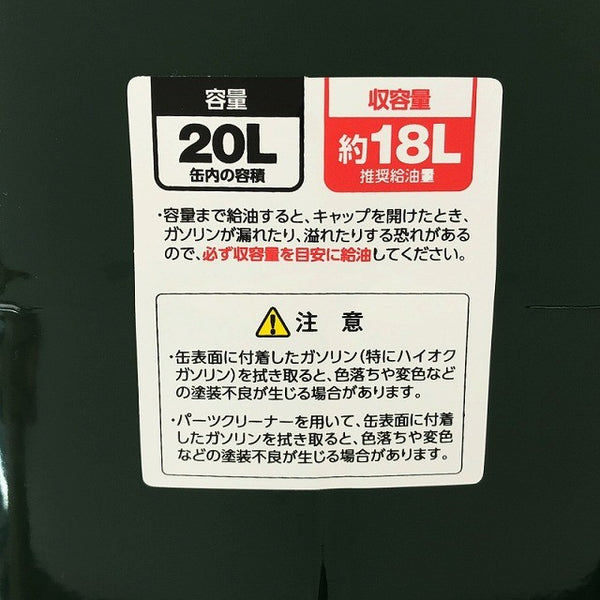 容量
20L
缶内の容積
収容量
約18L
推奨給油量
・容量まで給油すると、キャップを開けたとき、
ガソリンが漏れたり、溢れたりする恐れがある
ので、必ず収容量を目安に給油してください。
注 意
・缶表面に付着したガソリン(特にハイオク
ガソリン)を拭き取ると、色落ちや変色などの
の塗装不良が生じる場合があります。
・パーツクリーナーを用いて、缶表面に付着
したガソリンを拭き取ると、色落ちや変色
などの塗装不良が生じる場合があります。